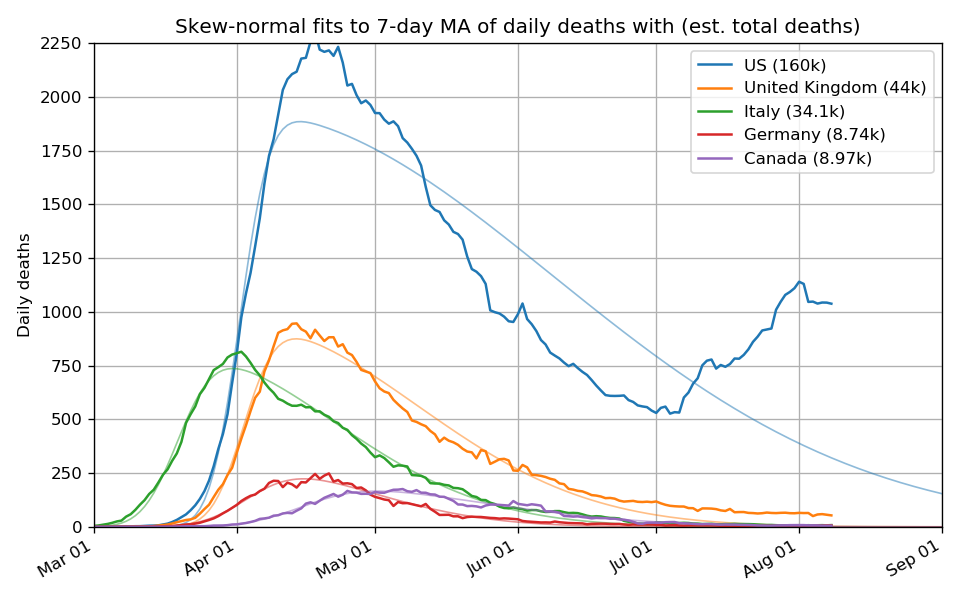 Skew-normal fits to 7-day MA of daily deaths with (est. total deaths)
Daily deaths
2250
2000
1750
1500
1250
1000
750
500
250
0
US (160k)
United Kingdom (44k)
Italy (34.1k)
Germany (8.74k)
Canada (8.97k)
Mar 01
Apr 01
May 01
Jun 01
Jul 01
Aug 01
Sep 01